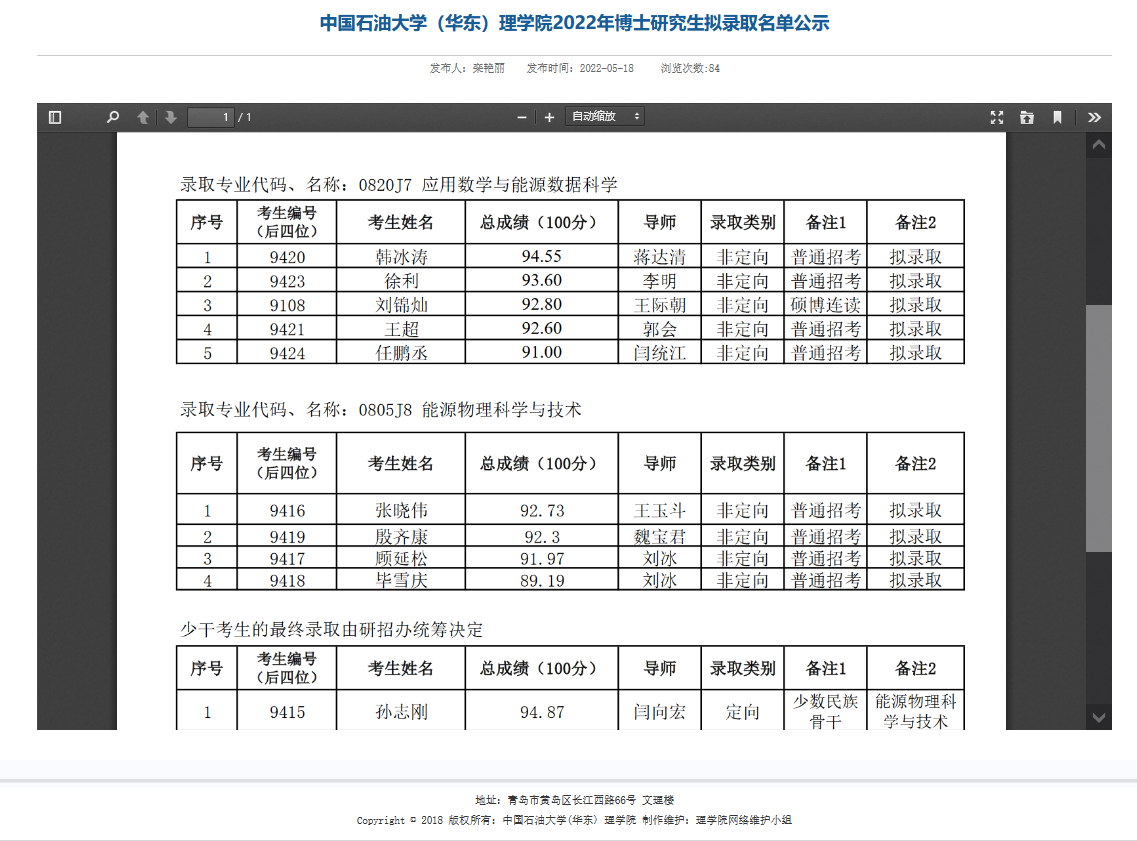 中国石油大学（华东）理学院2022年博士研究生拟录取名单公示
发布人：栾艳丽 发布时间：2022-05-18 浏览次数:84
1 / 1 自动缩放
录取专业代码、名称：0820J7 应用数学与能源数据科学
序号 考生编号（后四位） 考生姓名 总成绩（100分） 导师 录取类别 备注1 备注2
1 9420 韩冰涛 94.55 蒋达清 非定向 普通招考 拟录取
2 9423 徐利 93.60 李明 非定向 普通招考 拟录取
3 9108 刘锦灿 92.80 王际朝 非定向 硕博连读 拟录取
4 9421 王超 92.60 郭会 非定向 普通招考 拟录取
5 9424 任鹏丞 91.00 闫统江 非定向 普通招考 拟录取
录取专业代码、名称：0805J8 能源物理科学与技术
序号 考生编号（后四位） 考生姓名 总成绩（100分） 导师 录取类别 备注1 备注2
1 9416 张晓伟 92.73 王玉斗 非定向 普通招考 拟录取
2 9419 殷齐康 92.3 魏宝君 非定向 普通招考 拟录取
3 9417 顾延松 91.97 刘冰 非定向 普通招考 拟录取
4 9418 毕雪庆 89.19 刘冰 非定向 普通招考 拟录取
少干考生的最终录取由研招办统筹决定
序号 考生编号（后四位） 考生姓名 总成绩（100分） 导师 录取类别 备注1 备注2
1 9415 孙志刚 94.87 闫向宏 定向 少数民族骨干 能源物理科学与技术
地址：青岛市黄岛区长江西路66号 文理楼
Copyright © 2018 版权所有：中国石油大学(华东) 理学院 制作维护：理学院网络维护小组